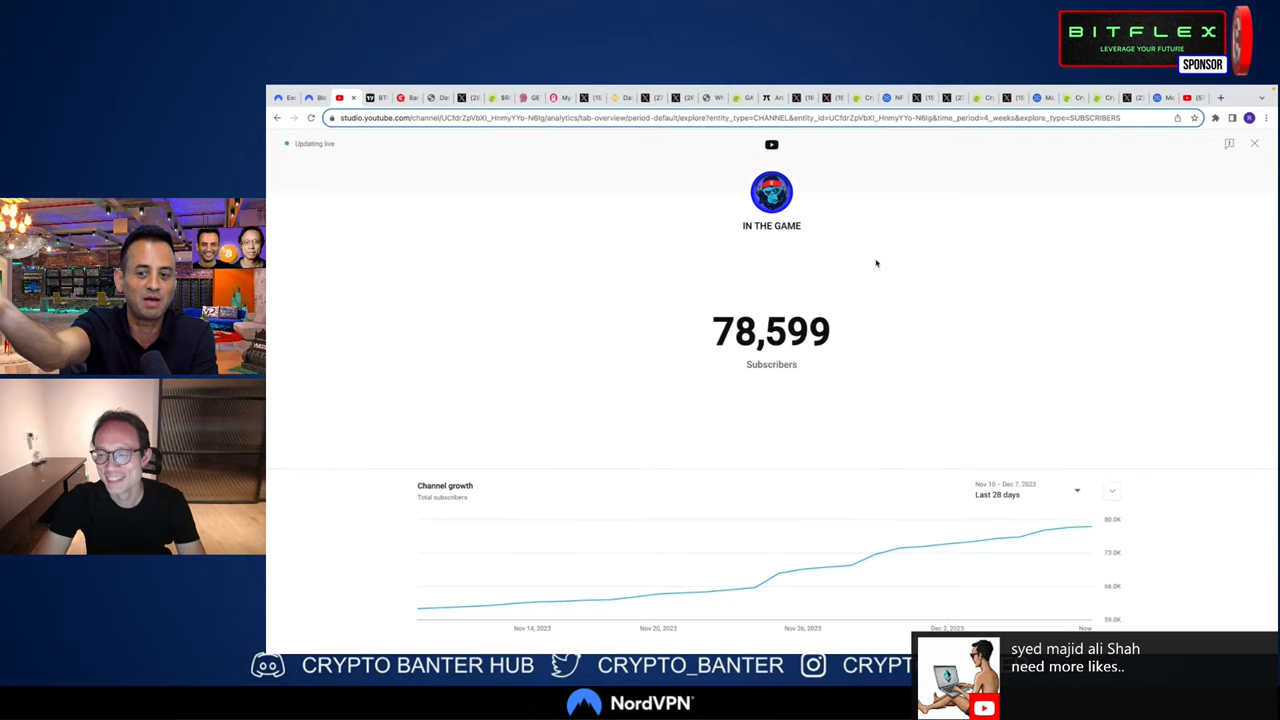 BITFLEX
LEVERAGE YOUR FUTURE
SPONSOR
studio.youtube.com/channel/UCfdrZpVbXl_HnmyYYo-N6lg/analytics/tab-overview/period-default/explore?entity_type=CHANNEL&entity_id=UCfdrZpVbXl_HnmyYYo-N6lg&time_period=4_weeks&explore_type=SUBSCRIBERS
Updating live
IN THE GAME
78,599
Subscribers
Channel growth
Total subscribers
Nov 10 – Dec 7, 2023
Last 28 days
80.0K
73.0K
66.0K
59.0K
Nov 14, 2023
Nov 20, 2023
Nov 26, 2023
Dec 2, 2023
Now
syed majid ali Shah
need more likes..
CRYPTO BANTER HUB
CRYPTO_BANTER
CRY
NordVPN®